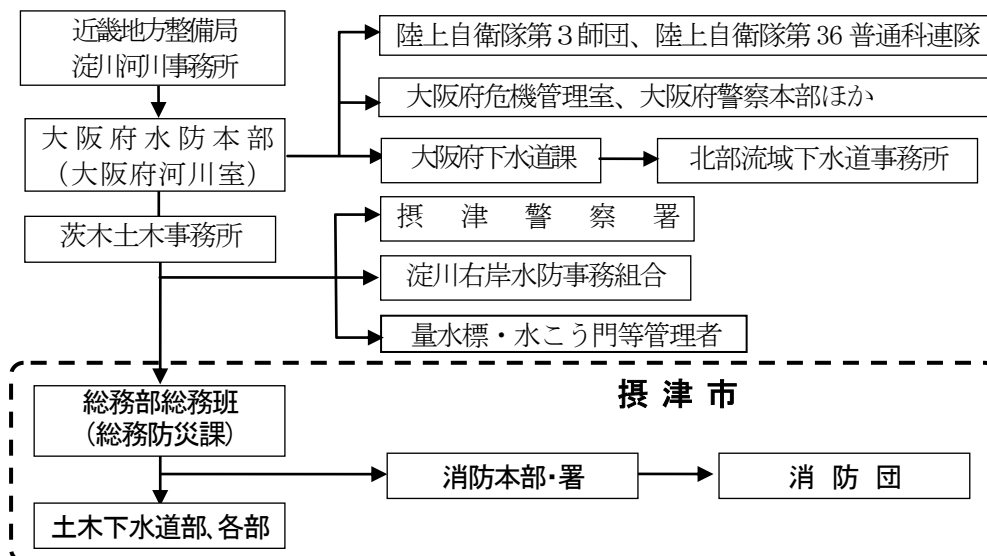 近畿地方整備局
淀川河川事務所
陸上自衛隊第３師団、陸上自衛隊第 36 普通科連隊
大阪府危機管理室、大阪府警察本部ほか
大阪府水防本部
（大阪府河川室）
大阪府下水道課
北部流域下水道事務所
茨木土木事務所
摂津警察署
淀川右岸水防事務組合
量水標・水こう門等管理者
摂津市
総務部総務班
(総務防災課)
消防本部・署
消防団
土木下水道部、各部